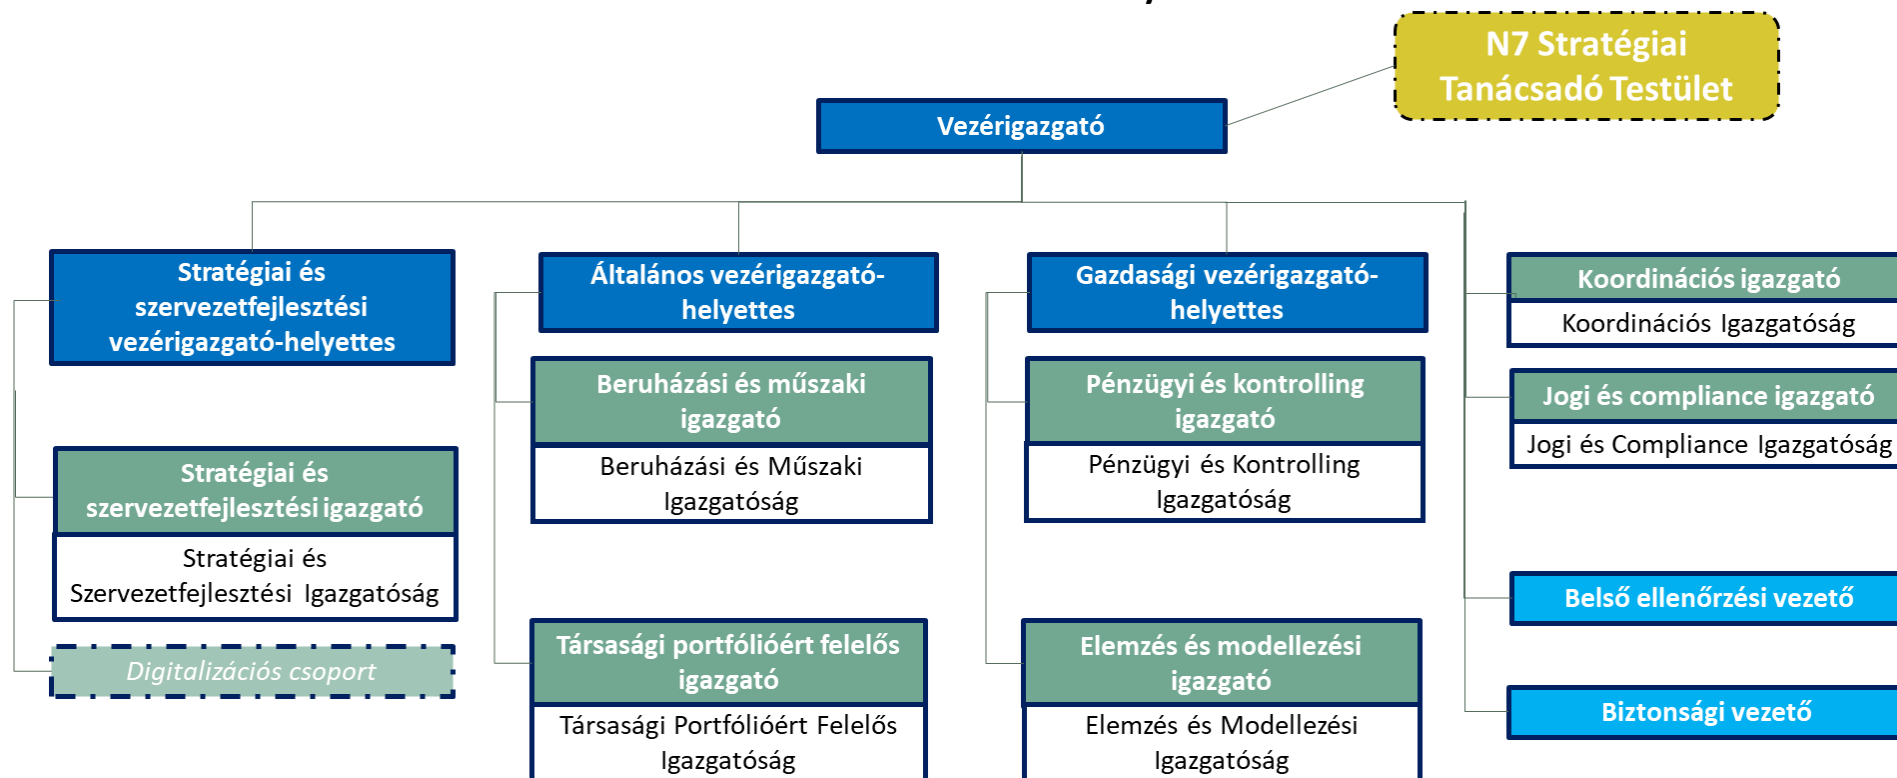 N7 Stratégiai
Tanácsadó Testület
Vezérigazgató
Stratégiai és
szervezetfejlesztési
vezérigazgató-helyettes
Stratégiai és
szervezetfejlesztési igazgató
Stratégiai és
Szervezetfejlesztési Igazgatóság
Digitalizációs csoport
Általános vezérigazgató-
helyettes
Beruházási és műszaki
igazgató
Beruházási és Műszaki
Igazgatóság
Társasági portfólióért felelős
igazgató
Társasági Portfólióért Felelős
Igazgatóság
Gazdasági vezérigazgató-
helyettes
Pénzügyi és kontrolling
igazgató
Pénzügyi és Kontrolling
Igazgatóság
Elemzés és modellezési
igazgató
Elemzés és Modellezési
Igazgatóság
Koordinációs igazgató
Koordinációs Igazgatóság
Jogi és compliance igazgató
Jogi és Compliance Igazgatóság
Belső ellenőrzési vezető
Biztonsági vezető